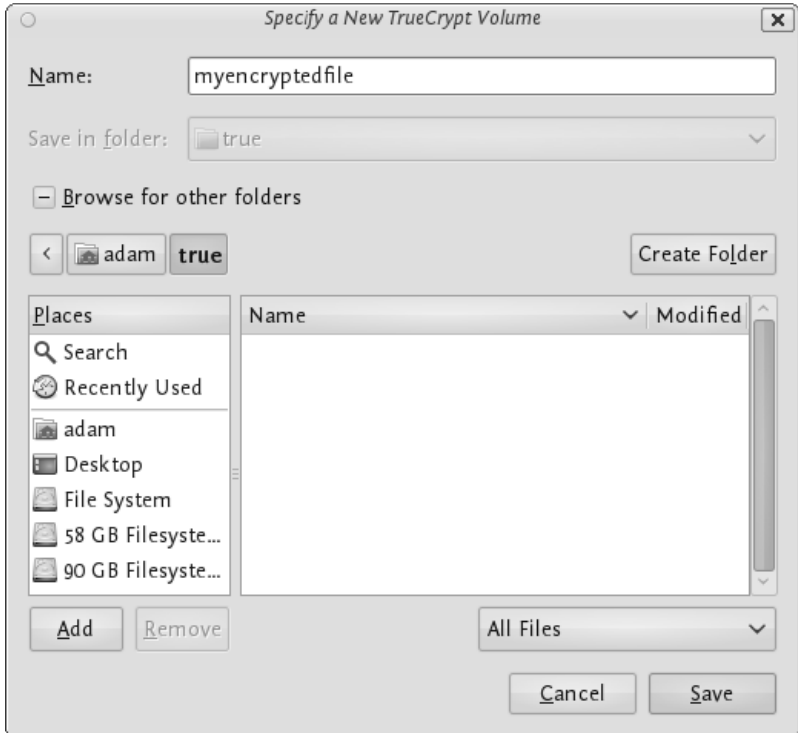 Specify a New TrueCrypt Volume
Name:
myencryptedfile
Save in folder:
true
Browse for other folders
adam
true
Create Folder
Places
Name
Modified
Search
Recently Used
adam
Desktop
File System
58 GB Filesyste...
90 GB Filesyste...
Add
Remove
All Files
Cancel
Save